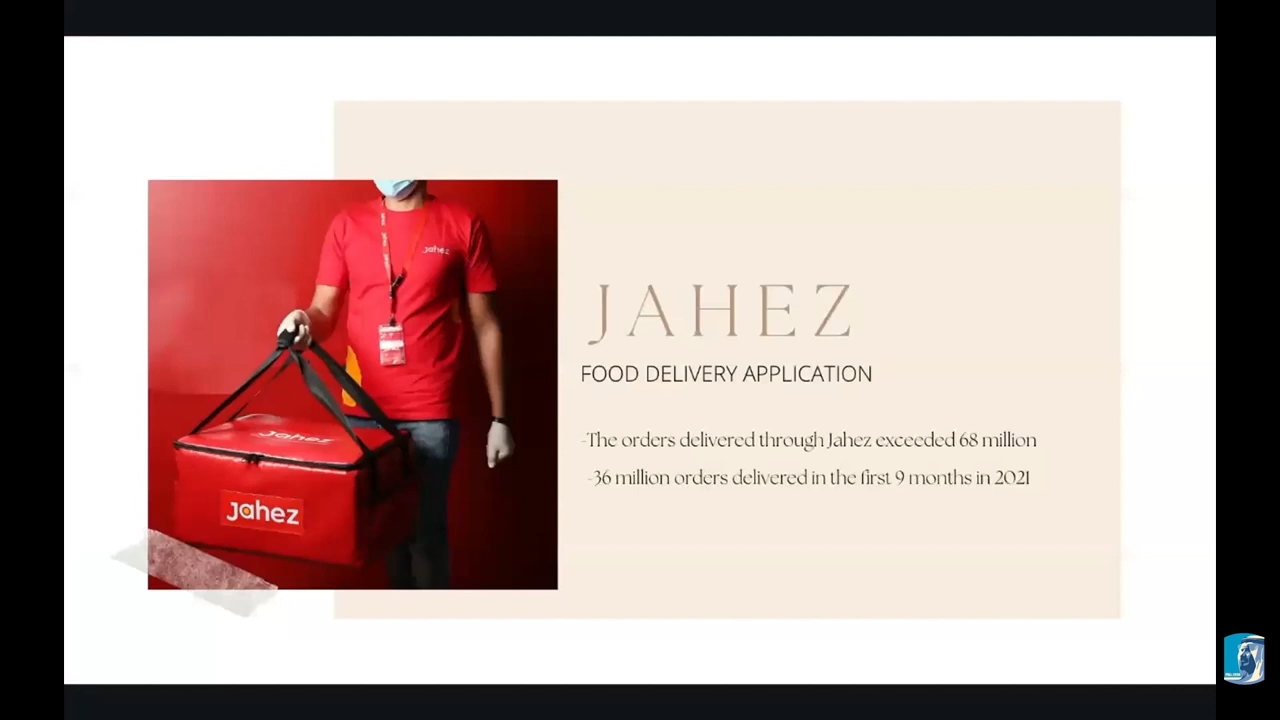 JAHEZ
FOOD DELIVERY APPLICATION
-The orders delivered through Jahez exceeded 68 million
-36 million orders delivered in the first 9 months in 2021
Jahez
Jahez
Jahez